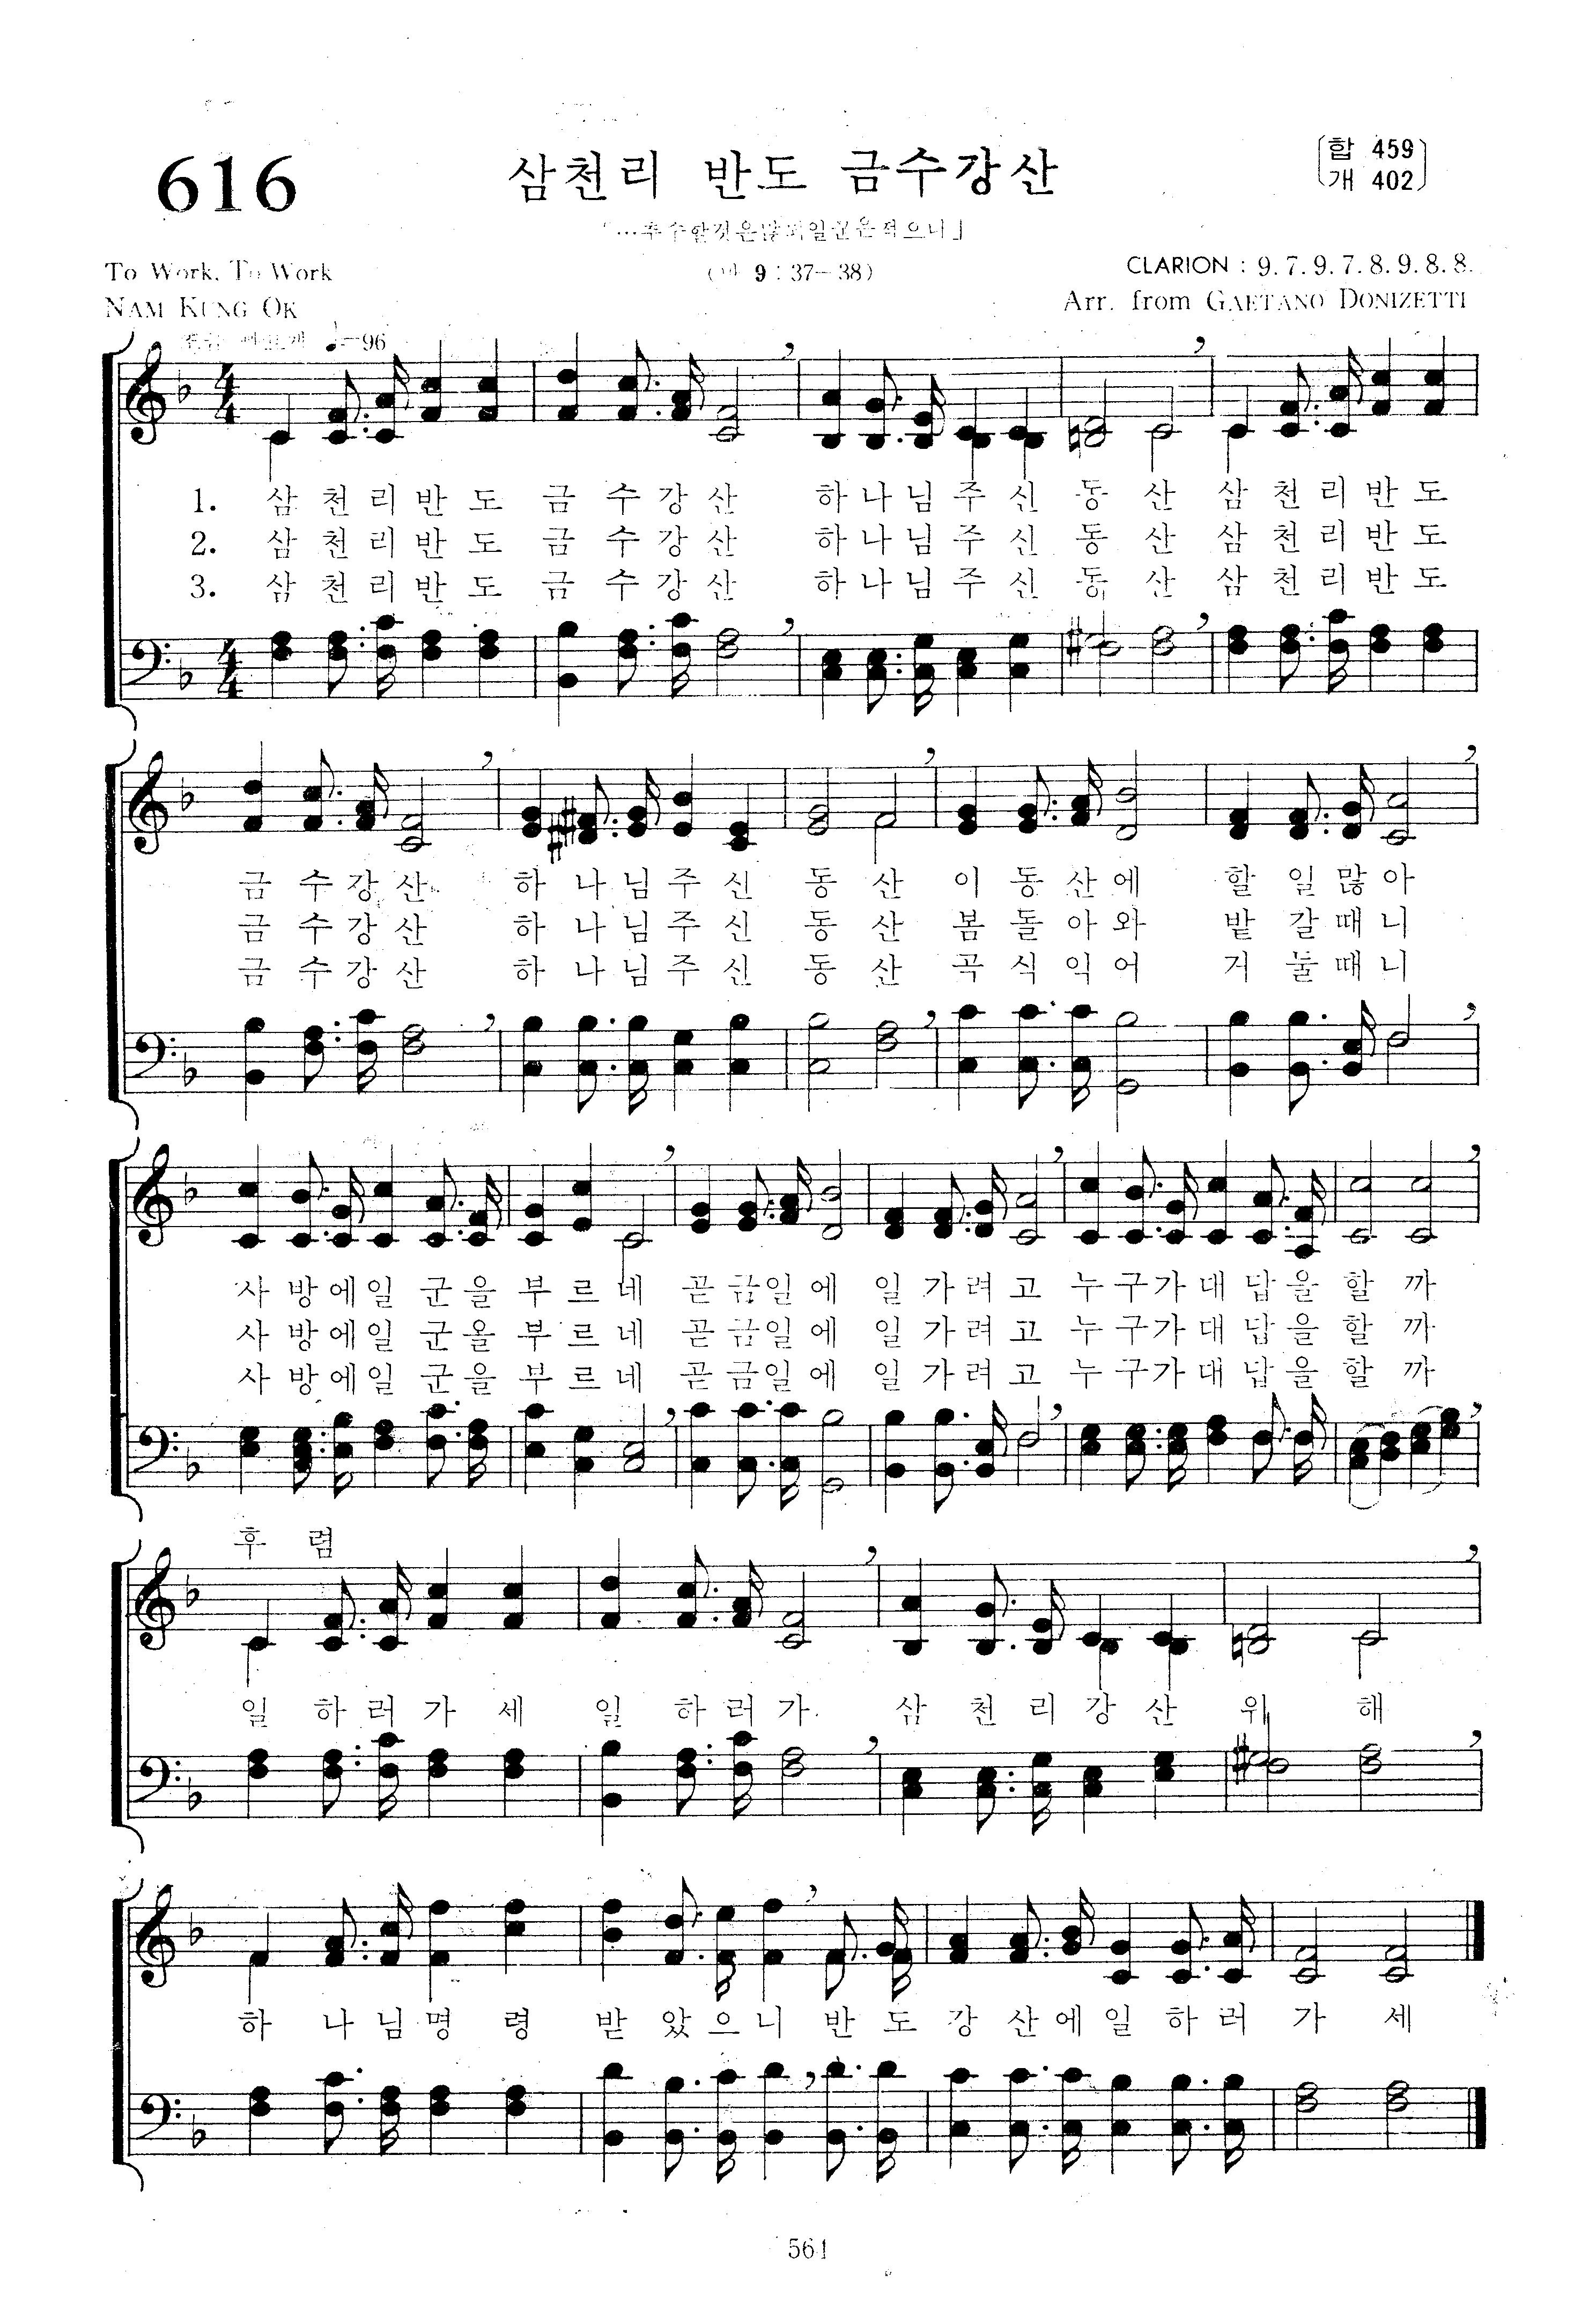 616
삼천리 반도 금수강산
합 459
개 402
「…추수할것은많되일군은적으니」
To Work, To Work
(마 9 : 37-38)
CLARION : 9. 7. 9. 7. 8. 9. 8. 8.
NAM KUNG OK
Arr. from GAETANO DONIZETTI
♩=96
1. 삼 천 리 반 도 금 수 강 산 하 나 님 주 신 동 산 삼 천 리 반 도
2. 삼 천 리 반 도 금 수 강 산 하 나 님 주 신 동 산 삼 천 리 반 도
3. 삼 천 리 반 도 금 수 강 산 하 나 님 주 신 동 산 삼 천 리 반 도
금 수 강 산 하 나 님 주 신 동 산 이 동 산 에 할 일 많 아
금 수 강 산 하 나 님 주 신 동 산 봄 돌 아 와 밭 갈 때 니
금 수 강 산 하 나 님 주 신 동 산 곡 식 익 어 거 둘 때 니
사 방 에 일 군 을 부 르 네 곧 금 일 에 일 가 려 고 누 구 가 대 답 을 할 까
사 방 에 일 군 을 부 르 네 곧 금 일 에 일 가 려 고 누 구 가 대 답 을 할 까
사 방 에 일 군 을 부 르 네 곧 금 일 에 일 가 려 고 누 구 가 대 답 을 할 까
후 렴
일 하 러 가 세 일 하 러 가 삼 천 리 강 산 위 해
하 나 님 명 령 받 았 으 니 반 도 강 산 에 일 하 러 가 세
561